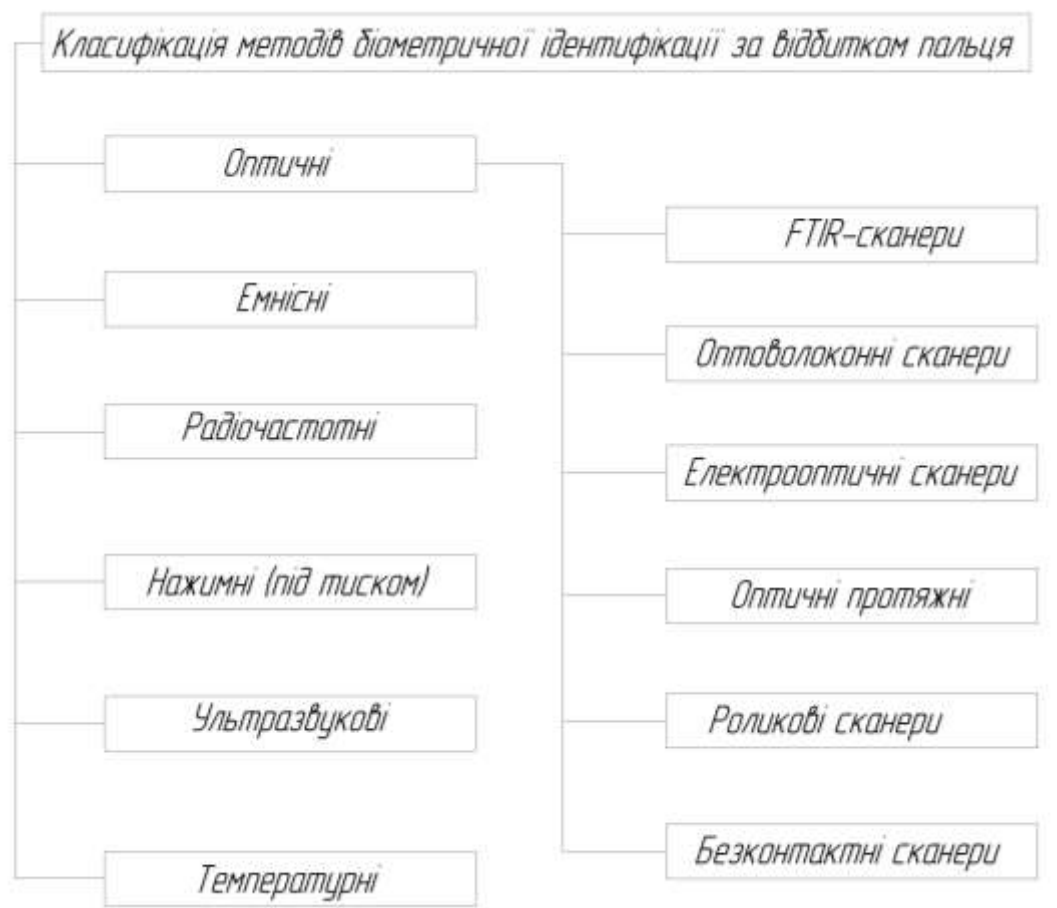 Класифікація методів біометричної ідентифікації за відбитком пальця
Оптичні
Емнісні
Радіочастотні
Нажимні (під тиском)
Ультразвукові
Температурні
FTIR-сканери
Оптоволоконні сканери
Електрооптичні сканери
Оптичні протяжні
Роликові сканери
Безконтактні сканери